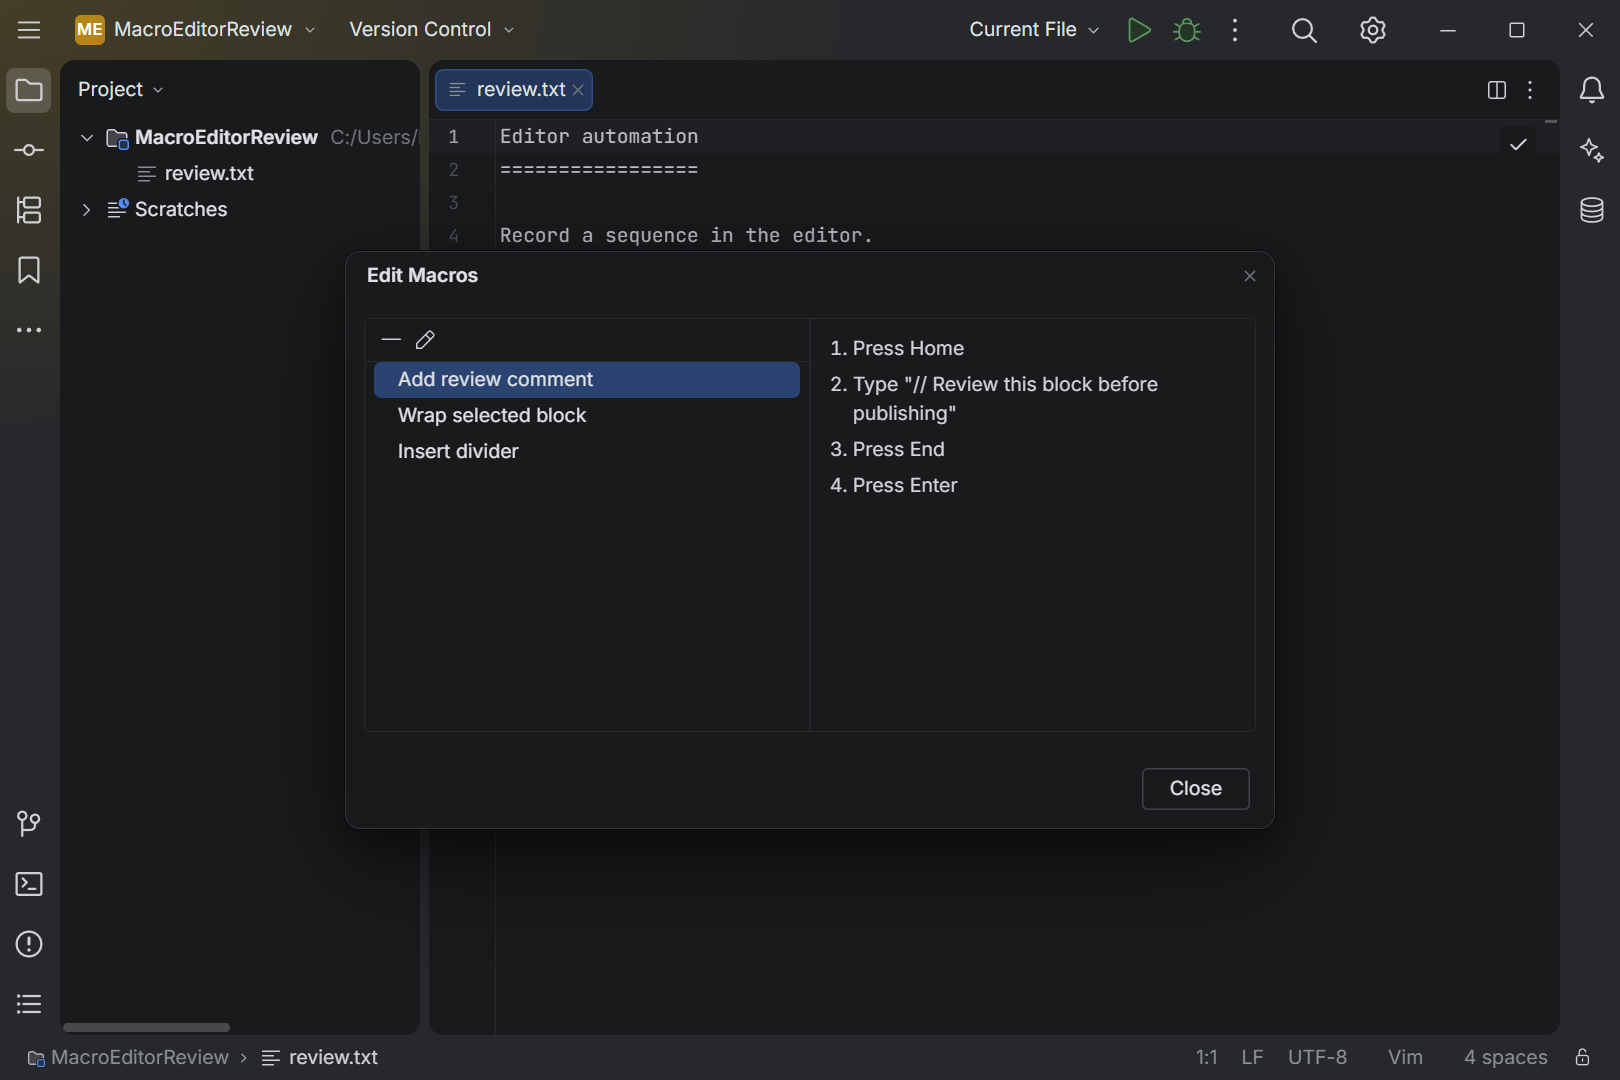 ME MacroEditorReview Version Control Current File
Project
review.txt
MacroEditorReview C:/Users/
review.txt
Scratches
1 Editor automation
2 =================
3
4 Record a sequence in the editor.
Edit Macros
Add review comment
Wrap selected block
Insert divider
1. Press Home
2. Type "// Review this block before
publishing"
3. Press End
4. Press Enter
Close
MacroEditorReview › review.txt 1:1 LF UTF-8 Vim 4 spaces